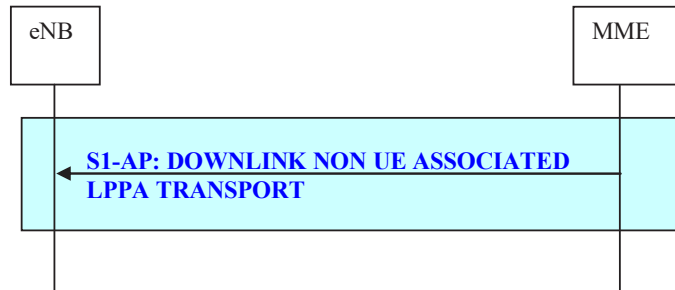 eNB
MME
S1-AP: DOWNLINK NON UE ASSOCIATED
LPPA TRANSPORT